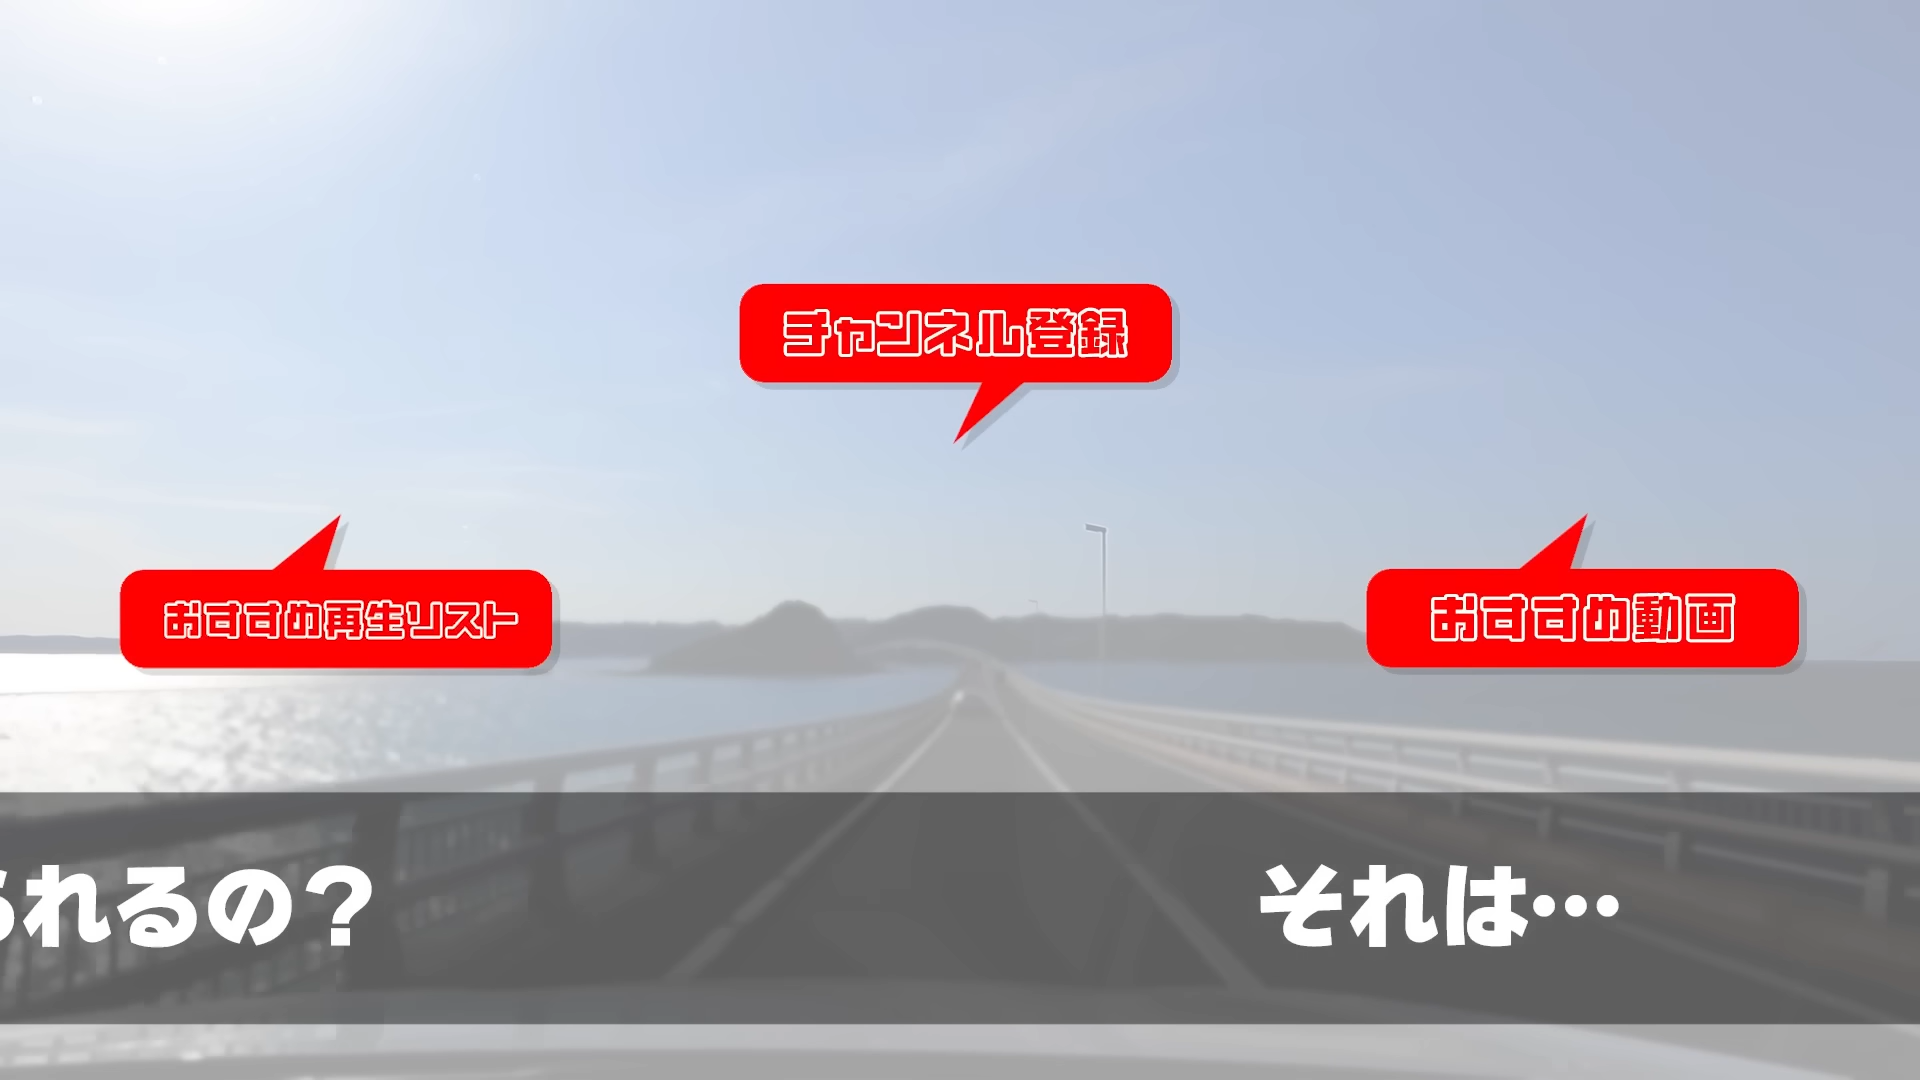 チャンネル登録
おすすめ再生リスト
おすすめ動画
られるの？
それは…